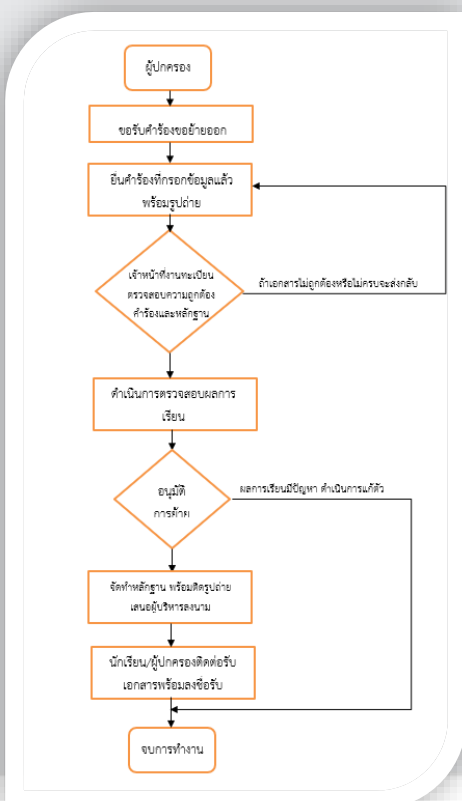 ผู้ปกครอง
ขอรับคำร้องขอย้ายออก
ยื่นคำร้องที่กรอกข้อมูลแล้ว
พร้อมรูปถ่าย
เจ้าหน้าที่งานทะเบียน
ตรวจสอบความถูกต้อง
คำร้องและหลักฐาน
ถ้าเอกสารไม่ถูกต้องหรือไม่ครบจะส่งกลับ
ดำเนินการตรวจสอบผลการ
เรียน
อนุมัติ
การย้าย
ผลการเรียนมีปัญหา ดำเนินการแก้ตัว
จัดทำหลักฐาน พร้อมติดรูปถ่าย
เสนอผู้บริหารลงนาม
นักเรียน/ผู้ปกครองติดต่อรับ
เอกสารพร้อมลงชื่อรับ
จบการทำงาน